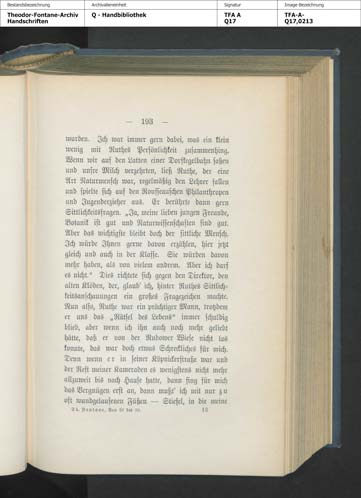 Bestandsbezeichnung
Archivalieneinheit
Signatur
Image-Bezeichnung
Theodor-Fontane-Archiv
Handschriften
Q - Handbibliothek
TFA A
Q17
TFA-A-
Q17,0213
— 193 —
wurden. Ich war immer gern dabei, was ein klein
wenig mit Ruthes Persönlichkeit zusammenhing.
Wenn wir auf den Latten einer Dorfkegelbahn saßen
und unsre Milch verzehrten, ließ Ruthe, der eine
Art Naturmensch war, regelmäßig den Lehrer fallen
und spielte sich auf den Rousseauschen Philanthropen
und Jugenderzieher aus. Er berührte dann gern
Sittlichkeitsfragen. „Ja, meine lieben jungen Freunde,
Botanik ist gut und Naturwissenschaften sind gut.
Aber das wichtigste bleibt doch der sittliche Mensch.
Ich würde Ihnen gerne davon erzählen, hier jetzt
gleich und auch in der Klasse. Sie würden davon
mehr haben, als von vielem andren. Aber ich darf
es nicht.“ Dies richtete sich gegen den Direktor, den
alten Klöden, der, glaub’ ich, hinter Ruthes Sittlich-
keitsanschauungen ein großes Fragezeichen machte.
Nun also, Ruthe war ein prächtiger Mann, trotzdem
er uns das „Rätsel des Lebens“ immer schuldig
blieb, aber wenn ich ihn auch noch mehr geliebt
hätte, daß er von der Rudower Wiese nicht los
konnte, das war doch etwas Schreckliches für mich.
Denn wenn er in seiner Köpnickerstraße war und
der Rest meiner Kameraden es wenigstens nicht mehr
allzuweit bis nach Hause hatte, dann fing für mich
das Vergnügen erst an, dann mußt’ ich mit nur zu
oft wundgelaufenen Füßen — Stiefel, in die meine
Th. Fontane, Von 20 bis 30.
13